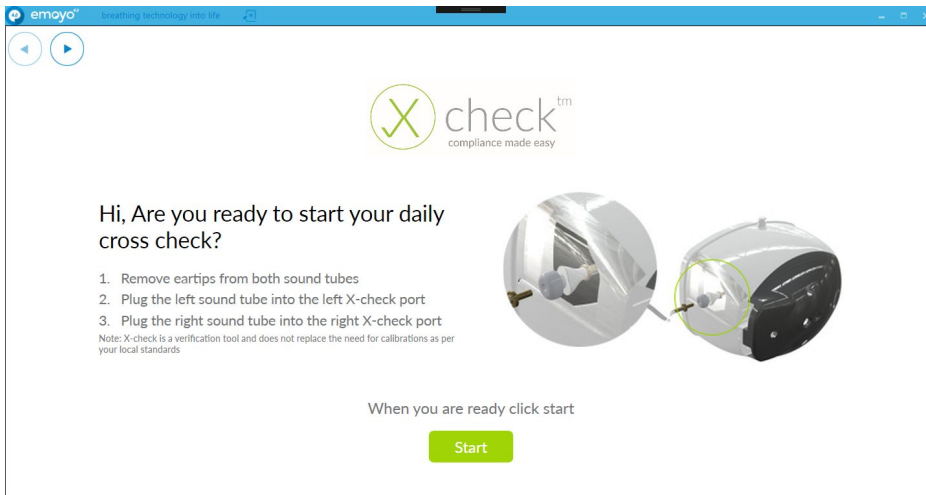 emoyo
breathing technology into life
X check™
compliance made easy
Hi, Are you ready to start your daily
cross check?
1. Remove eartips from both sound tubes
2. Plug the left sound tube into the left X-check port
3. Plug the right sound tube into the right X-check port
Note: X-check is a verification tool and does not replace the need for calibrations as per
your local standards
When you are ready click start
Start